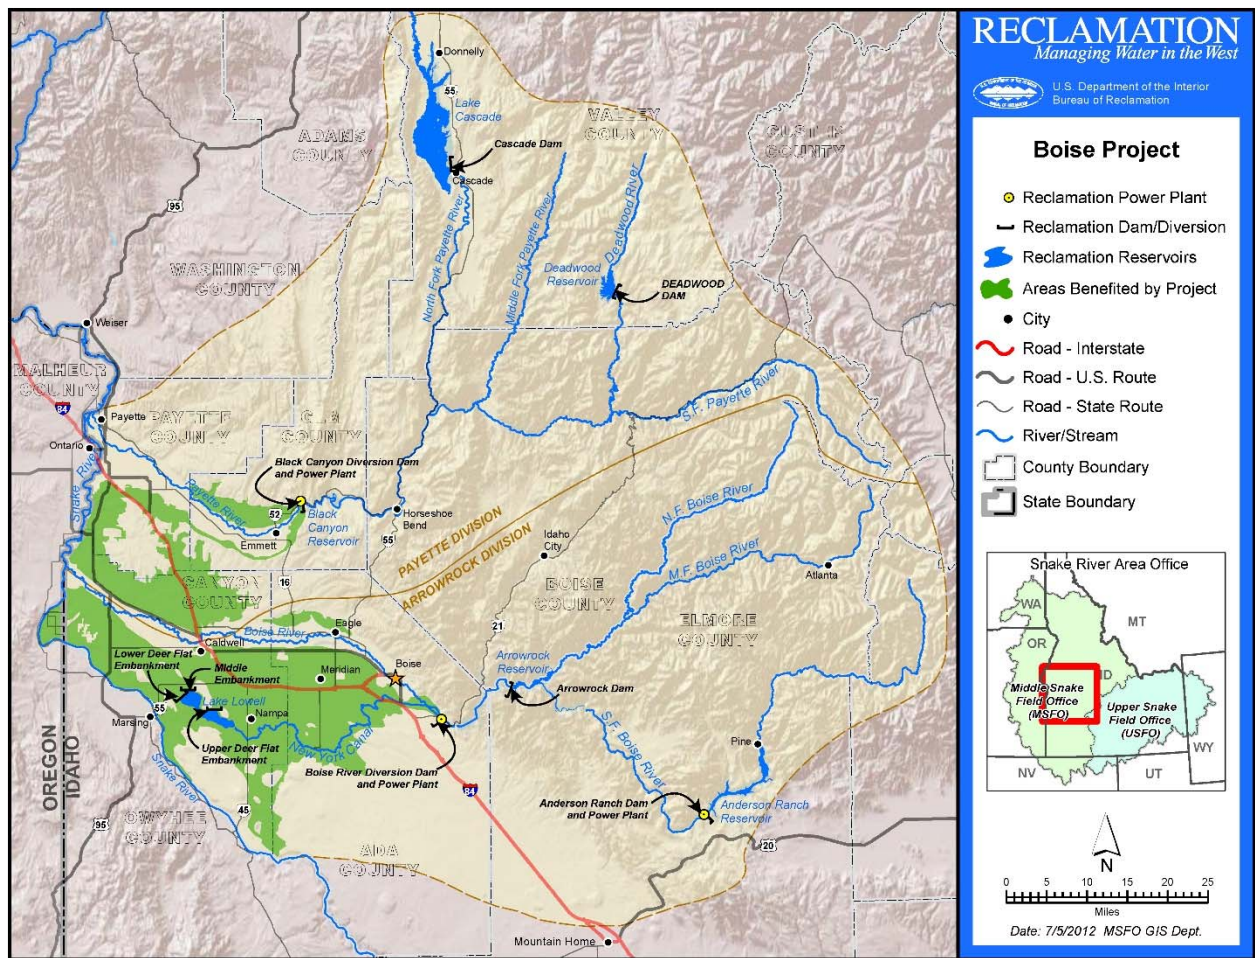 Donnelly
55
Lake
Cascade
VALLEY
COUNTY
ADAMS
COUNTY
CUSTER
COUNTY
Cascade Dam
Cascade
95
North Fork Payette River
Middle Fork Payette River
Deadwood River
WASHINGTON
COUNTY
Deadwood
Reservoir
DEADWOOD
DAM
Weiser
MALHEUR
COUNTY
84
Payette
PAYETTE
COUNTY
GEM
COUNTY
S.F. Payette River
Ontario
Snake River
Black Canyon Diversion Dam
and Power Plant
Payette River
52
Black
Canyon
Reservoir
Horseshoe
Bend
55
Emmett
N.F. Boise River
PAYETTE DIVISION
ARROWROCK DIVISION
Idaho
City
M.F. Boise River
Atlanta
CANYON
COUNTY
16
BOISE
COUNTY
ELMORE
COUNTY
21
Boise River
Eagle
Caldwell
Lower Deer Flat
Embankment
Middle
Embankment
Meridian
Boise
Arrowrock
Reservoir
Arrowrock Dam
Lake Lowell
55
Marsing
Nampa
Upper Deer Flat
Embankment
New York Canal
Boise River Diversion Dam
and Power Plant
S.F. Boise River
Pine
OREGON
IDAHO
Snake River
84
Anderson Ranch Dam
and Power Plant
Anderson Ranch
Reservoir
45
95
OWYHEE
COUNTY
ADA
COUNTY
20
Mountain Home
RECLAMATION
Managing Water in the West
U.S. Department of the Interior
Bureau of Reclamation
Boise Project
Reclamation Power Plant
Reclamation Dam/Diversion
Reclamation Reservoirs
Areas Benefited by Project
City
Road - Interstate
Road - U.S. Route
Road - State Route
River/Stream
County Boundary
State Boundary
Snake River Area Office
WA
MT
OR
ID
Middle Snake
Field Office
(MSFO)
Upper Snake
Field Office
(USFO)
WY
NV
UT
N
0 5 10 15 20 25
Miles
Date: 7/5/2012 MSFO GIS Dept.